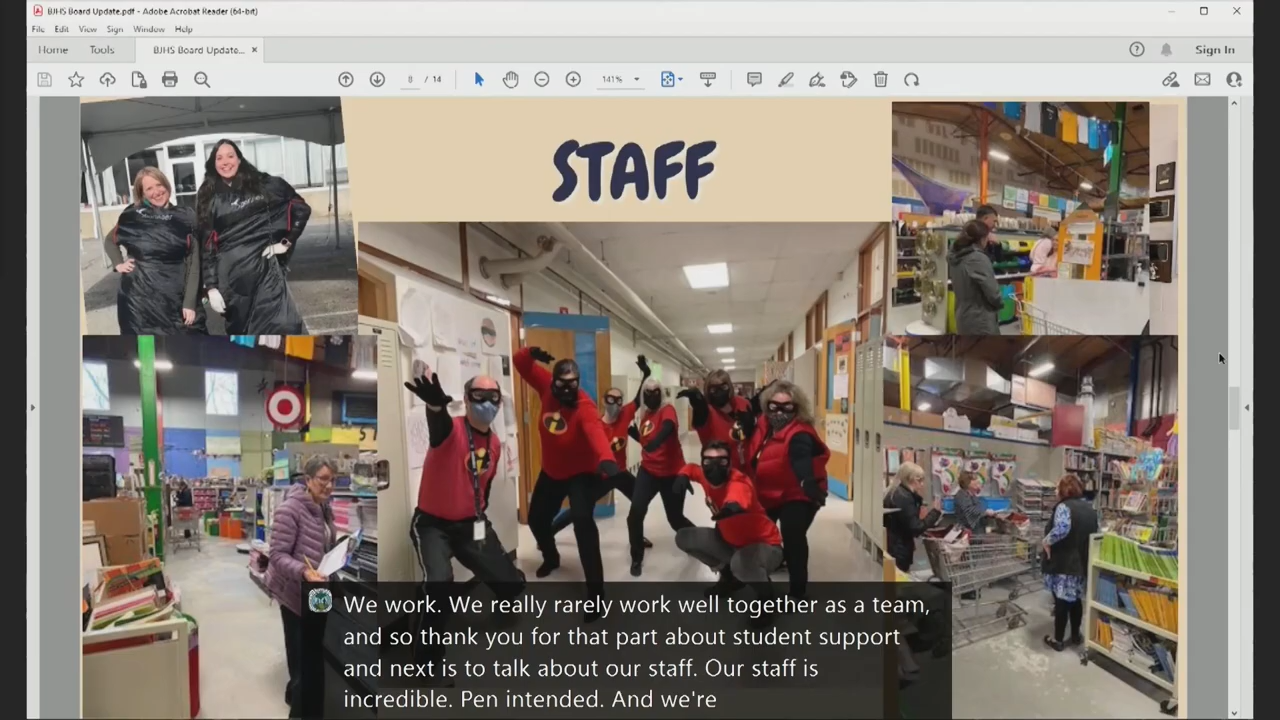 BJHS Board Update.pdf - Adobe Acrobat Reader (64-bit)
File Edit View Sign Window Help
Home Tools BJHS Board Update... × Sign In
8 / 14 141%
STAFF
We work. We really rarely work well together as a team,
and so thank you for that part about student support
and next is to talk about our staff. Our staff is
incredible. Pen intended. And we're